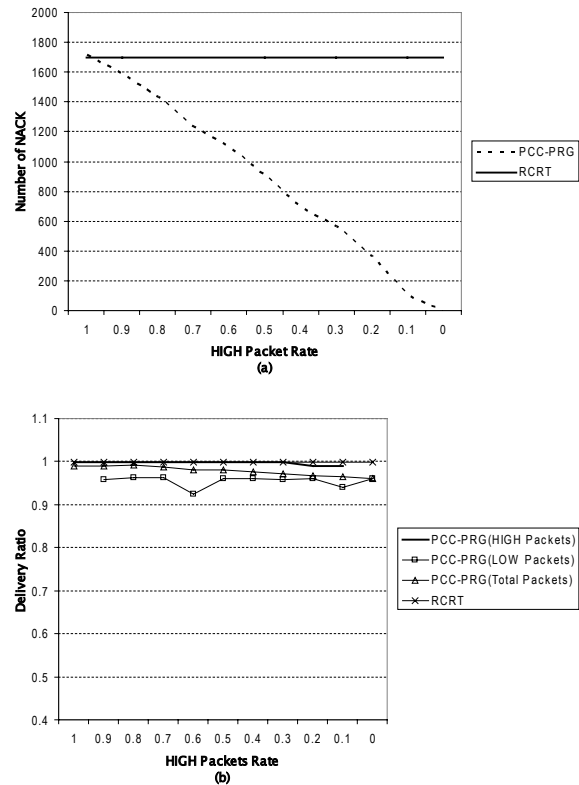 2000
1800
1600
1400
1200
1000
800
600
400
200
0
Number of NACK
1 0.9 0.8 0.7 0.6 0.5 0.4 0.3 0.2 0.1 0
HIGH Packet Rate
(a)
PCC-PRG
RCRT
1.1
1
0.9
0.8
0.7
0.6
0.5
0.4
Delivery Ratio
1 0.9 0.8 0.7 0.6 0.5 0.4 0.3 0.2 0.1 0
HIGH Packets Rate
(b)
PCC-PRG(HIGH Packets)
PCC-PRG(LOW Packets)
PCC-PRG(Total Packets)
RCRT